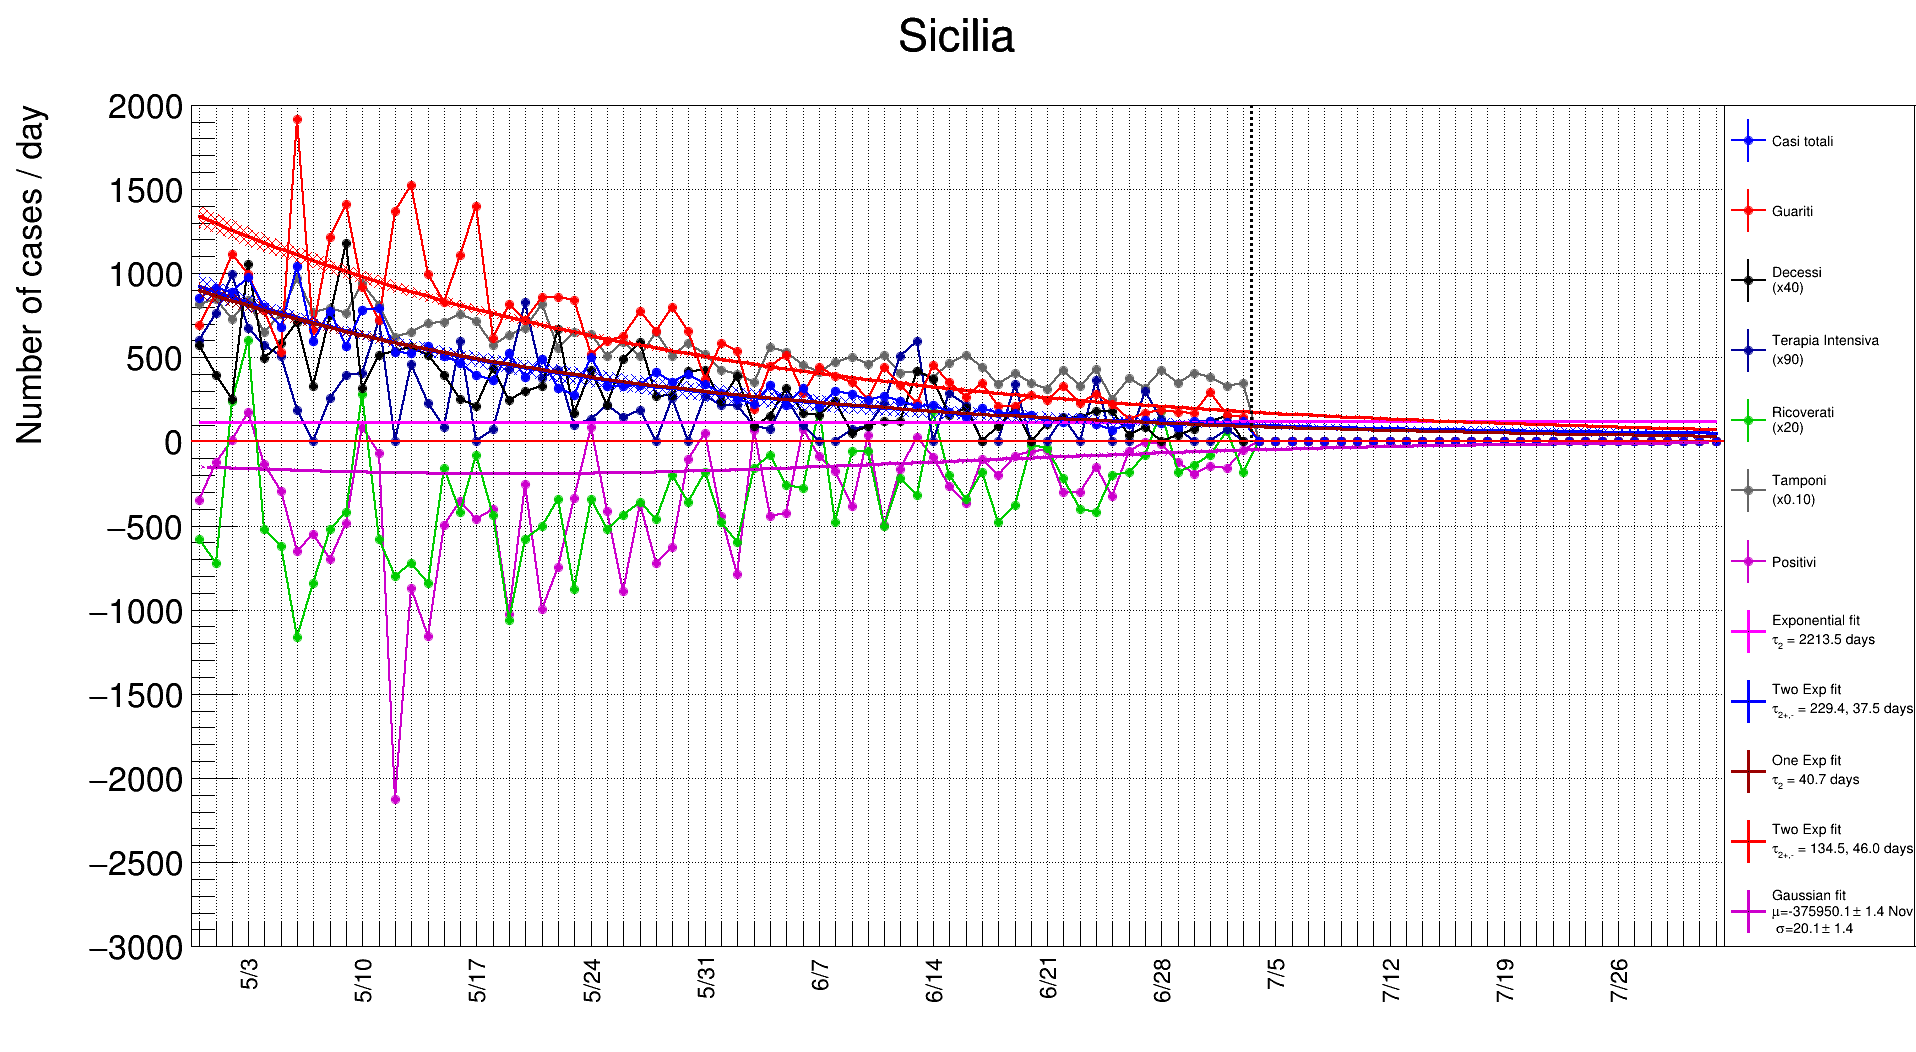 Sicilia
Number of cases / day
2000
1500
1000
500
0
−500
−1000
−1500
−2000
−2500
−3000
5/3
5/10
5/17
5/24
5/31
6/7
6/14
6/21
6/28
7/5
7/12
7/19
7/26
Casi totali
Guariti
Decessi
(x40)
Terapia Intensiva
(x90)
Ricoverati
(x20)
Tamponi
(x0.10)
Positivi
Exponential fit
τ2 = 2213.5 days
Two Exp fit
τ2+,- = 229.4, 37.5 days
One Exp fit
τ2 = 40.7 days
Two Exp fit
τ2+,- = 134.5, 46.0 days
Gaussian fit
μ=-375950.1± 1.4 Nov
σ=20.1± 1.4